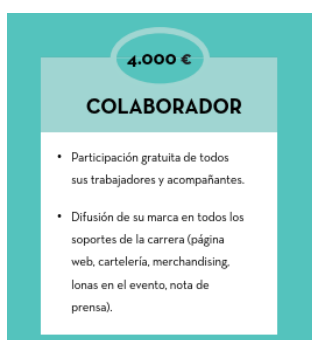 4.000 €
COLABORADOR
• Participación gratuita de todos
sus trabajadores y acompañantes.
• Difusión de su marca en todos los
soportes de la carrera (página
web, cartelería, merchandising,
lonas en el evento, nota de
prensa).